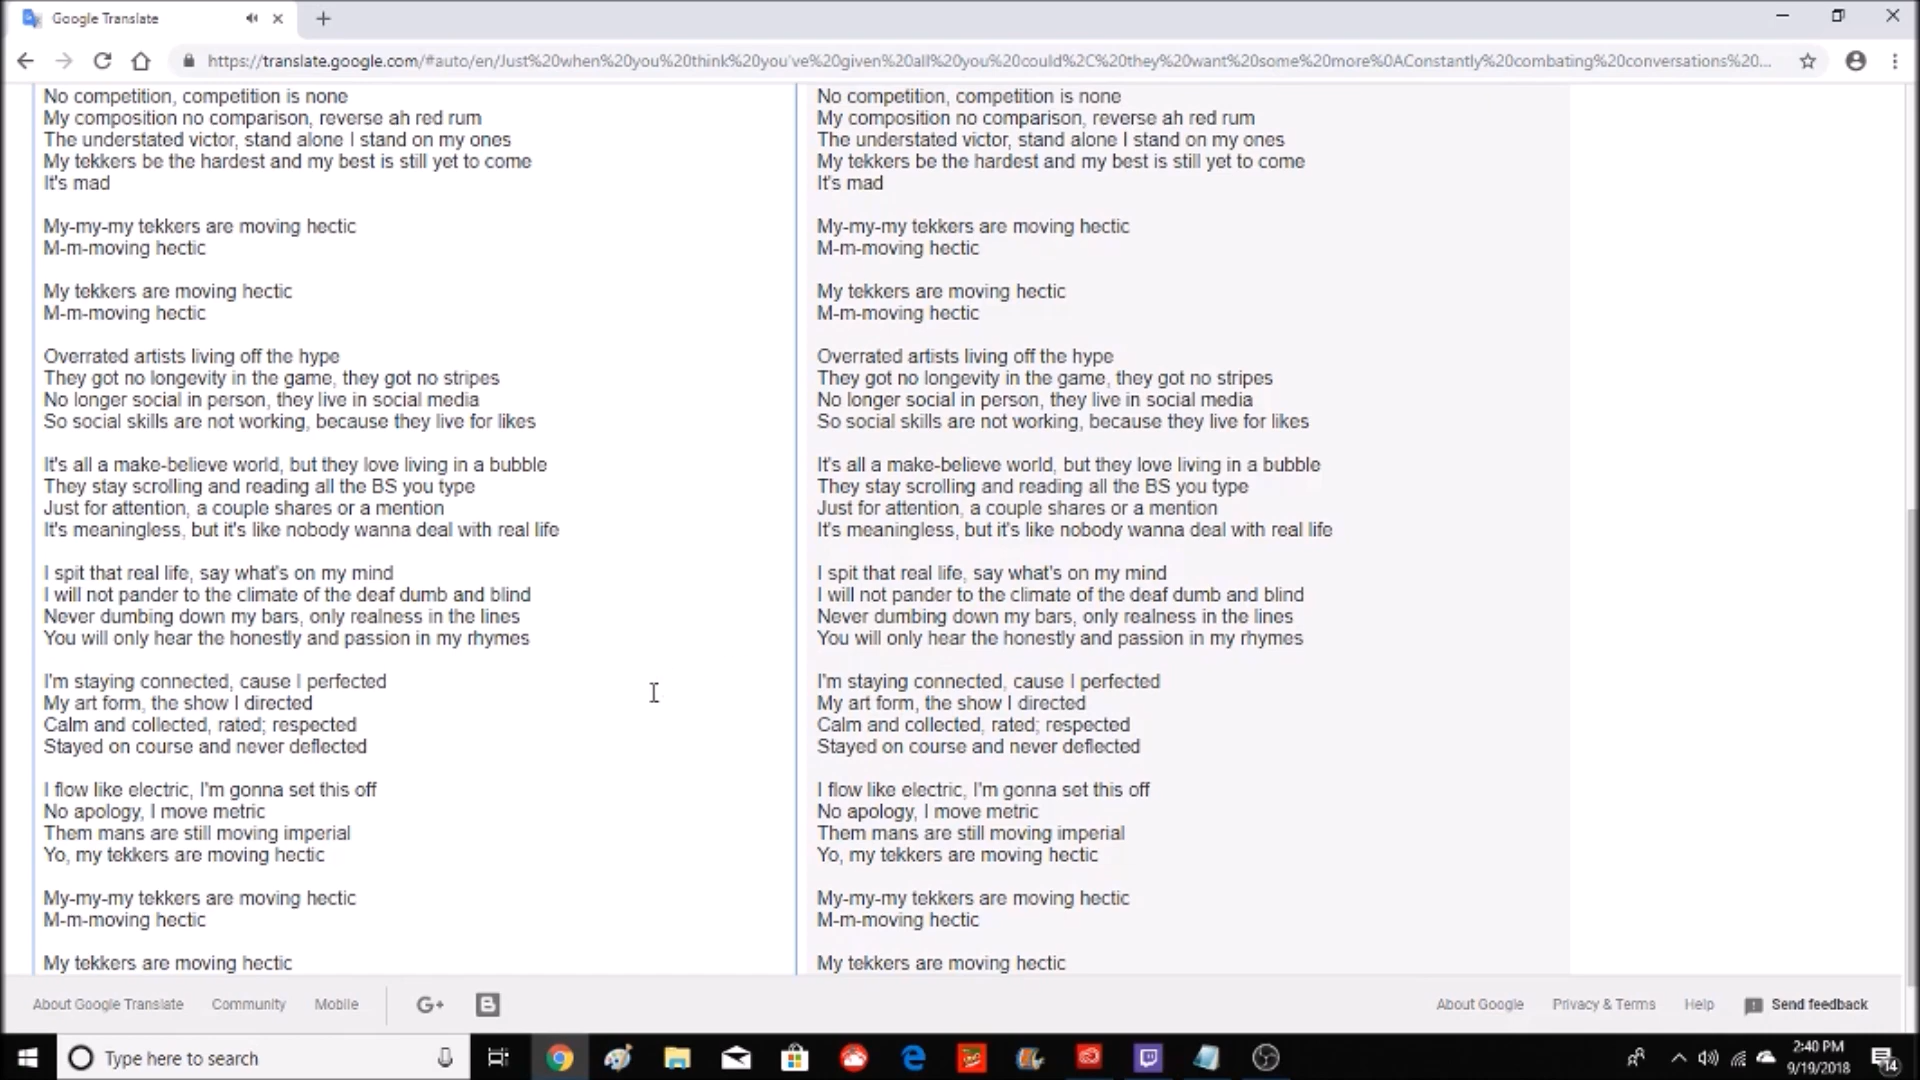 Google Translate
https://translate.google.com/#auto/en/Just%20when%20you%20think%20you've%20given%20all%20you%20could%2C%20they%20want%20some%20more%0AConstantly%20combating%20conversations%20...
No competition, competition is none
My composition no comparison, reverse ah red rum
The understated victor, stand alone I stand on my ones
My tekkers be the hardest and my best is still yet to come
It's mad
My-my-my tekkers are moving hectic
M-m-moving hectic
My tekkers are moving hectic
M-m-moving hectic
Overrated artists living off the hype
They got no longevity in the game, they got no stripes
No longer social in person, they live in social media
So social skills are not working, because they live for likes
It's all a make-believe world, but they love living in a bubble
They stay scrolling and reading all the BS you type
Just for attention, a couple shares or a mention
It's meaningless, but it's like nobody wanna deal with real life
I spit that real life, say what's on my mind
I will not pander to the climate of the deaf dumb and blind
Never dumbing down my bars, only realness in the lines
You will only hear the honestly and passion in my rhymes
I'm staying connected, cause I perfected
My art form, the show I directed
Calm and collected, rated; respected
Stayed on course and never deflected
I flow like electric, I'm gonna set this off
No apology, I move metric
Them mans are still moving imperial
Yo, my tekkers are moving hectic
My-my-my tekkers are moving hectic
M-m-moving hectic
My tekkers are moving hectic
No competition, competition is none
My composition no comparison, reverse ah red rum
The understated victor, stand alone I stand on my ones
My tekkers be the hardest and my best is still yet to come
It's mad
My-my-my tekkers are moving hectic
M-m-moving hectic
My tekkers are moving hectic
M-m-moving hectic
Overrated artists living off the hype
They got no longevity in the game, they got no stripes
No longer social in person, they live in social media
So social skills are not working, because they live for likes
It's all a make-believe world, but they love living in a bubble
They stay scrolling and reading all the BS you type
Just for attention, a couple shares or a mention
It's meaningless, but it's like nobody wanna deal with real life
I spit that real life, say what's on my mind
I will not pander to the climate of the deaf dumb and blind
Never dumbing down my bars, only realness in the lines
You will only hear the honestly and passion in my rhymes
I'm staying connected, cause I perfected
My art form, the show I directed
Calm and collected, rated; respected
Stayed on course and never deflected
I flow like electric, I'm gonna set this off
No apology, I move metric
Them mans are still moving imperial
Yo, my tekkers are moving hectic
My-my-my tekkers are moving hectic
M-m-moving hectic
My tekkers are moving hectic
About Google Translate Community Mobile G+ About Google Privacy & Terms Help Send feedback
Type here to search
2:40 PM
9/19/2018
14